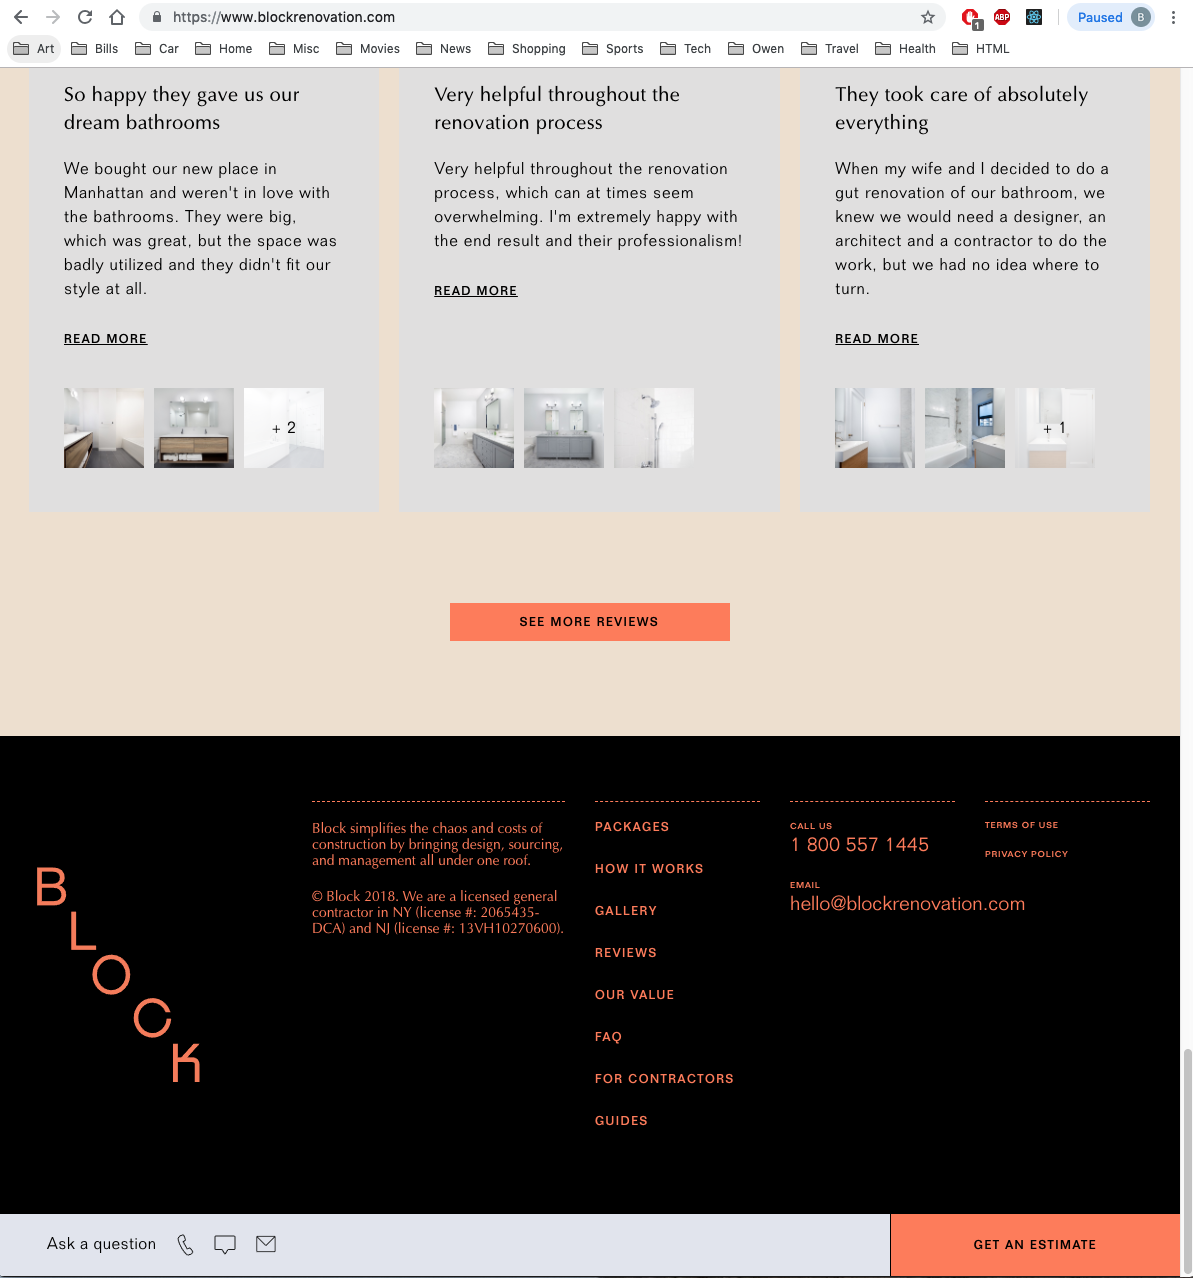 https://www.blockrenovation.com
1
ABP
Paused
B
Art
Bills
Car
Home
Misc
Movies
News
Shopping
Sports
Tech
Owen
Travel
Health
HTML
So happy they gave us our
dream bathrooms
We bought our new place in
Manhattan and weren't in love with
the bathrooms. They were big,
which was great, but the space was
badly utilized and they didn't fit our
style at all.
READ MORE
+ 2
Very helpful throughout the
renovation process
Very helpful throughout the renovation
process, which can at times seem
overwhelming. I'm extremely happy with
the end result and their professionalism!
READ MORE
They took care of absolutely
everything
When my wife and I decided to do a
gut renovation of our bathroom, we
knew we would need a designer, an
architect and a contractor to do the
work, but we had no idea where to
turn.
READ MORE
+ 1
SEE MORE REVIEWS
BLOCK
Block simplifies the chaos and costs of
construction by bringing design, sourcing,
and management all under one roof.
© Block 2018. We are a licensed general
contractor in NY (license #: 2065435-
DCA) and NJ (license #: 13VH10270600).
PACKAGES
HOW IT WORKS
GALLERY
REVIEWS
OUR VALUE
FAQ
FOR CONTRACTORS
GUIDES
CALL US
1 800 557 1445
EMAIL
hello@blockrenovation.com
TERMS OF USE
PRIVACY POLICY
Ask a question
GET AN ESTIMATE